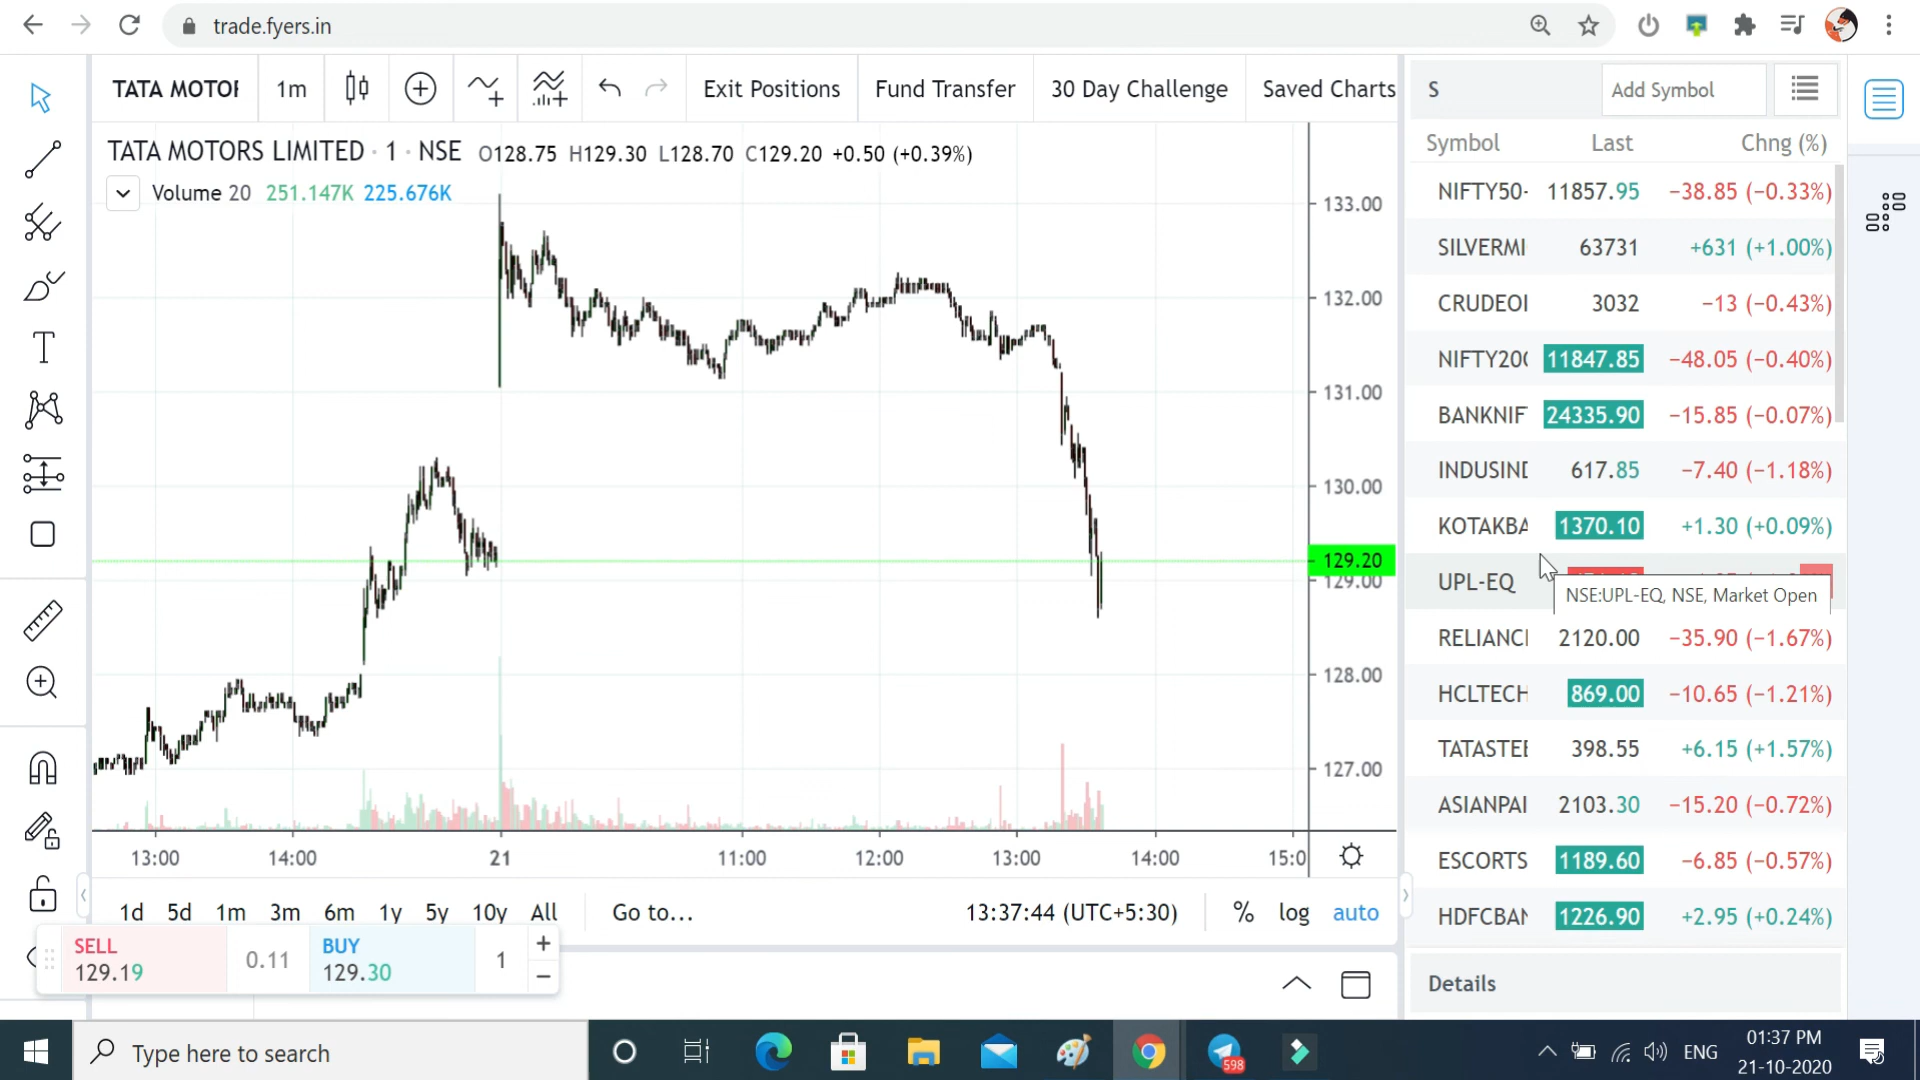 trade.fyers.in
TATA MOTOR 1m Exit Positions Fund Transfer 30 Day Challenge Saved Charts
TATA MOTORS LIMITED · 1 · NSE O128.75 H129.30 L128.70 C129.20 +0.50 (+0.39%)
Volume 20 251.147K 225.676K
133.00
132.00
131.00
130.00
129.20
129.00
128.00
127.00
13:00 14:00 21 11:00 12:00 13:00 14:00 15:0
1d 5d 1m 3m 6m 1y 5y 10y All Go to... 13:37:44 (UTC+5:30) % log auto
SELL 129.19 0.11 BUY 129.30 1 + −
S Add Symbol
Symbol Last Chng (%)
NIFTY50- 11857.95 −38.85 (−0.33%)
SILVERMI 63731 +631 (+1.00%)
CRUDEOI 3032 −13 (−0.43%)
NIFTY20 11847.85 −48.05 (−0.40%)
BANKNIF 24335.90 −15.85 (−0.07%)
INDUSIND 617.85 −7.40 (−1.18%)
KOTAKBA 1370.10 +1.30 (+0.09%)
UPL-EQ
NSE:UPL-EQ, NSE, Market Open
RELIANCI 2120.00 −35.90 (−1.67%)
HCLTECH 869.00 −10.65 (−1.21%)
TATASTEE 398.55 +6.15 (+1.57%)
ASIANPAI 2103.30 −15.20 (−0.72%)
ESCORTS 1189.60 −6.85 (−0.57%)
HDFCBAN 1226.90 +2.95 (+0.24%)
Details
Type here to search
598
ENG
01:37 PM
21-10-2020